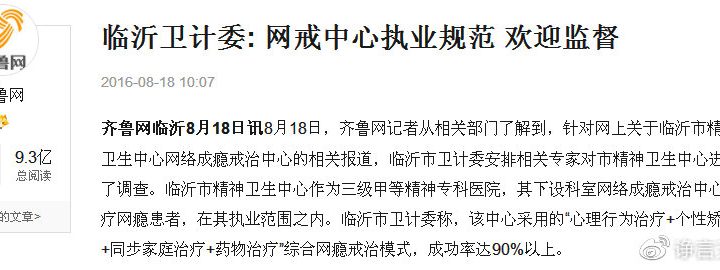 临沂卫计委: 网戒中心执业规范 欢迎监督
2016-08-18 10:07
鲁网
鲁网
9.3亿
总阅读
的文章>
齐鲁网临沂8月18日讯8月18日，齐鲁网记者从相关部门了解到，针对网上关于临沂市精
卫生中心网络成瘾戒治中心的相关报道，临沂市卫计委安排相关专家对市精神卫生中心进
了调查。临沂市精神卫生中心作为三级甲等精神专科医院，其下设科室网络成瘾戒治中心
疗网瘾患者，在其执业范围之内。临沂市卫计委称，该中心采用的“心理行为治疗+个性矫
+同步家庭治疗+药物治疗”综合网瘾戒治模式，成功率达90%以上。